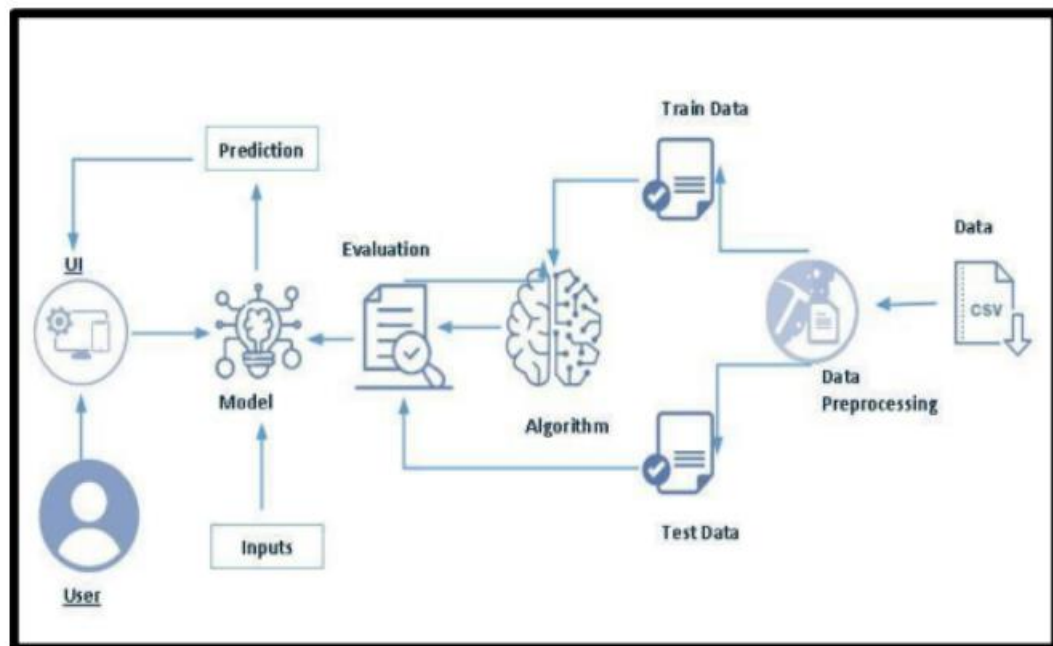 Train Data
Prediction
Data
Evaluation
UI
CSV
Model
Data
Preprocessing
Algorithm
Inputs
Test Data
User